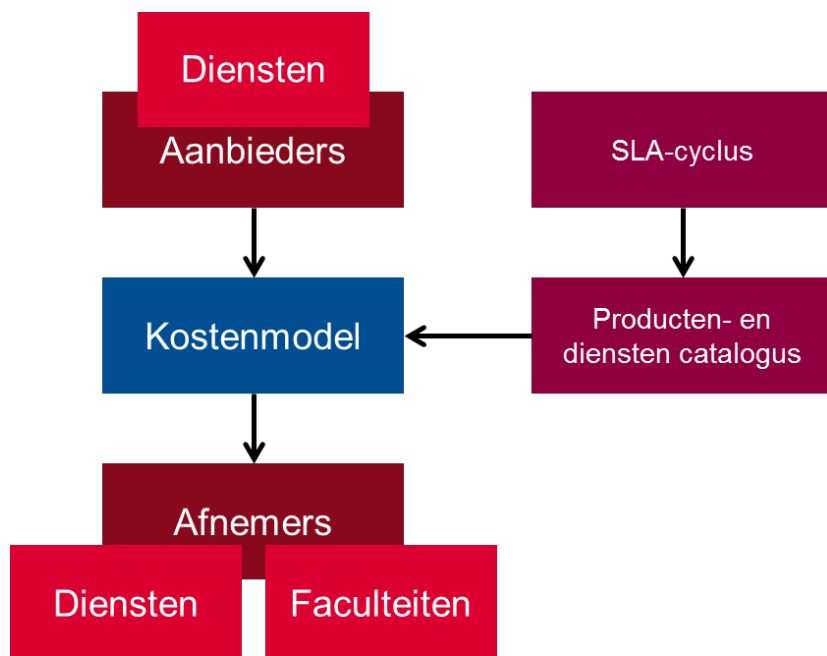 Diensten
Aanbieders
SLA-cyclus
Kostenmodel
Producten- en
diensten catalogus
Afnemers
Diensten
Faculteiten